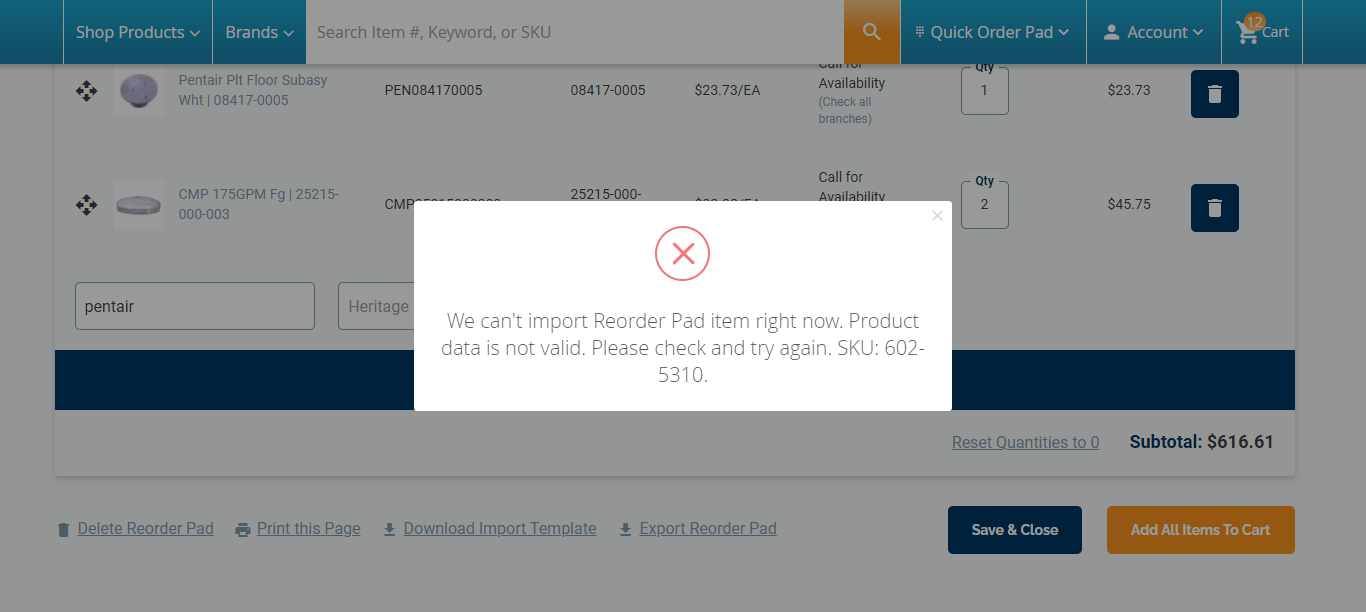 Shop Products
Brands
Search Item #, Keyword, or SKU
Quick Order Pad
Account
12
Cart
Pentair Plt Floor Subasy
Wht | 08417-0005
PEN084170005
08417-0005
$23.73/EA
Call for
Availability
(Check all
branches)
Qty
1
$23.73
CMP 175GPM Fg | 25215-
000-003
25215-000-
Call for
Availability
Qty
2
$45.75
pentair
Heritage
We can't import Reorder Pad item right now. Product
data is not valid. Please check and try again. SKU: 602-
5310.
Reset Quantities to 0
Subtotal: $616.61
Delete Reorder Pad
Print this Page
Download Import Template
Export Reorder Pad
Save & Close
Add All Items To Cart